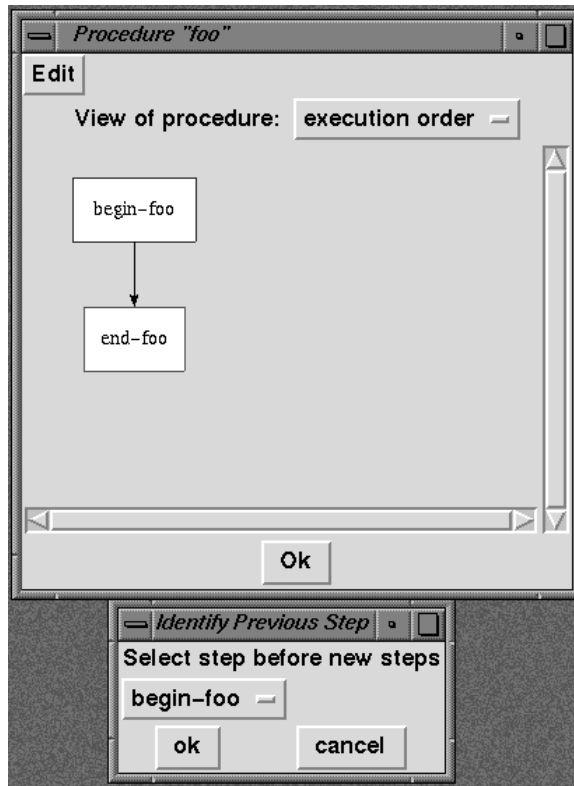 Procedure "foo"
Edit
View of procedure: execution order
begin-foo
end-foo
Ok
Identify Previous Step
Select step before new steps
begin-foo
ok cancel